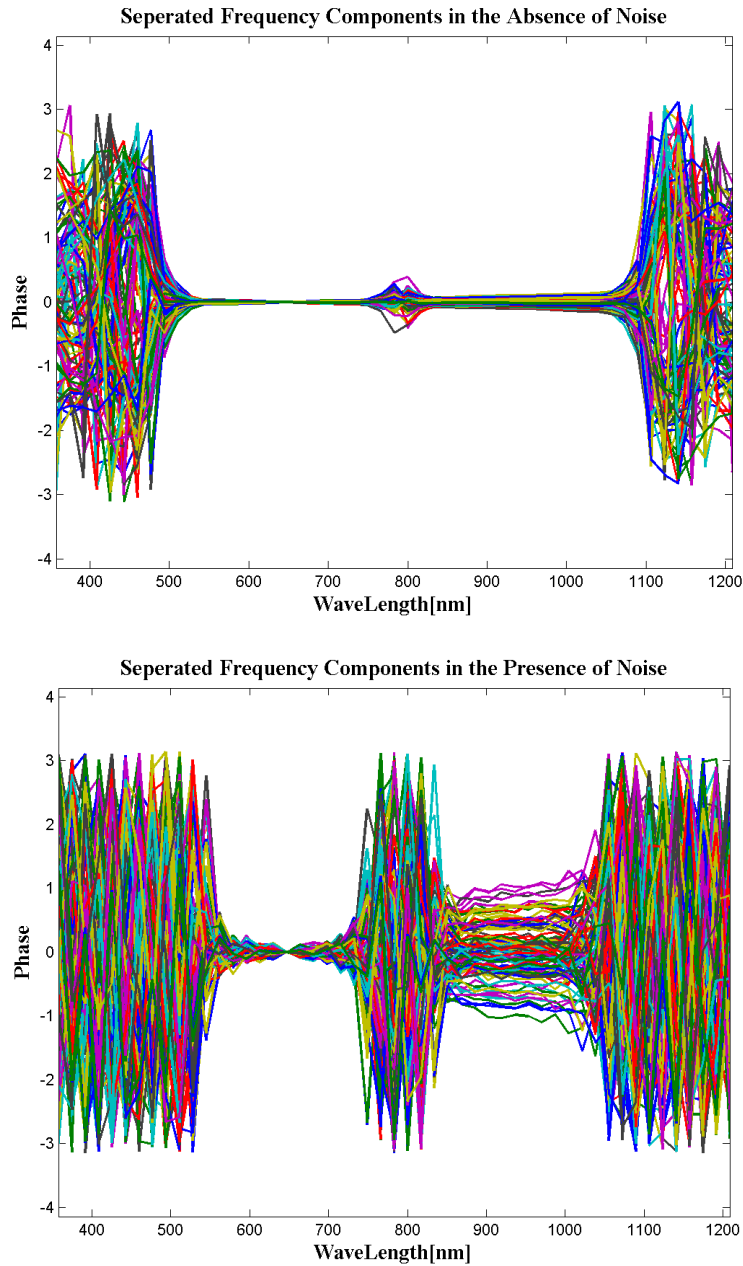 Seperated Frequency Components in the Absence of Noise
4
3
2
1
0
-1
-2
-3
-4
Phase
400 500 600 700 800 900 1000 1100 1200
WaveLength[nm]
Seperated Frequency Components in the Presence of Noise
4
3
2
1
0
-1
-2
-3
-4
Phase
400 500 600 700 800 900 1000 1100 1200
WaveLength[nm]